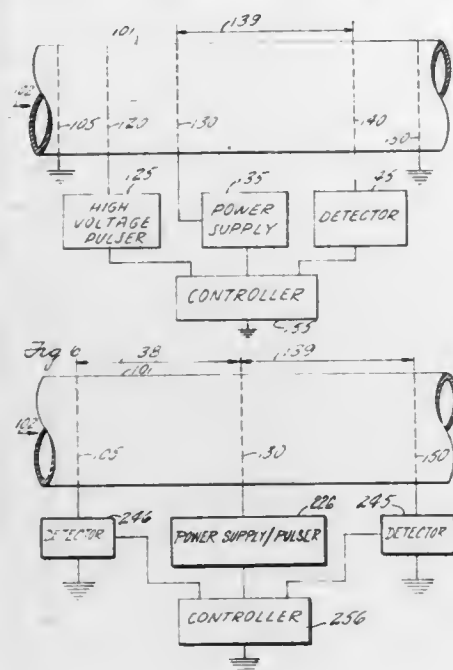 139
101
102
105
120
130
140
150
125
HIGH
VOLTAGE
PULSER
135
POWER
SUPPLY
145
DETECTOR
CONTROLLER
155
Fig 6
138
139
101
102
105
130
150
246
DETECTOR
226
POWER SUPPLY/PULSER
245
DETECTOR
CONTROLLER
256